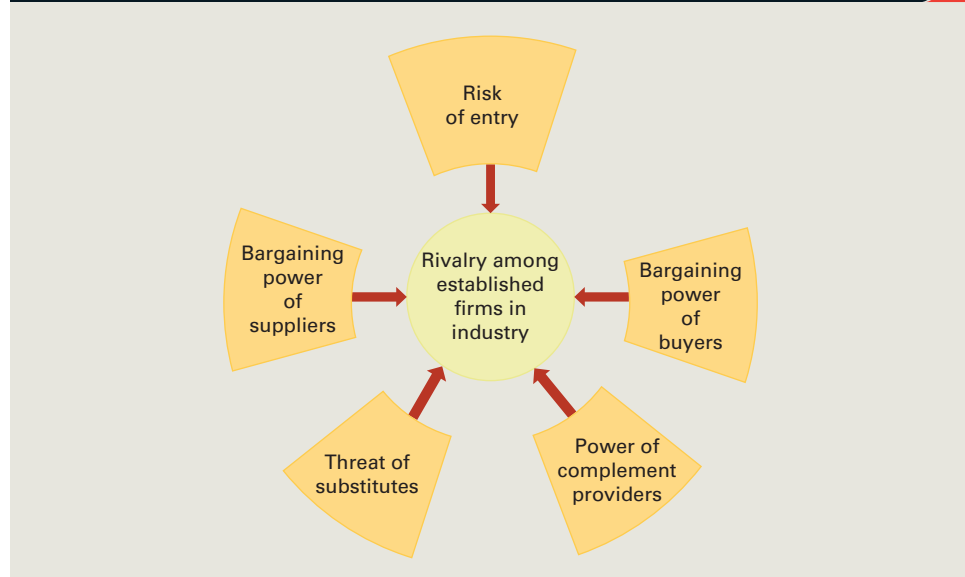 Risk
of entry
Bargaining
power
of
suppliers
Rivalry among
established
firms in
industry
Bargaining
power
of
buyers
Threat of
substitutes
Power of
complement
providers